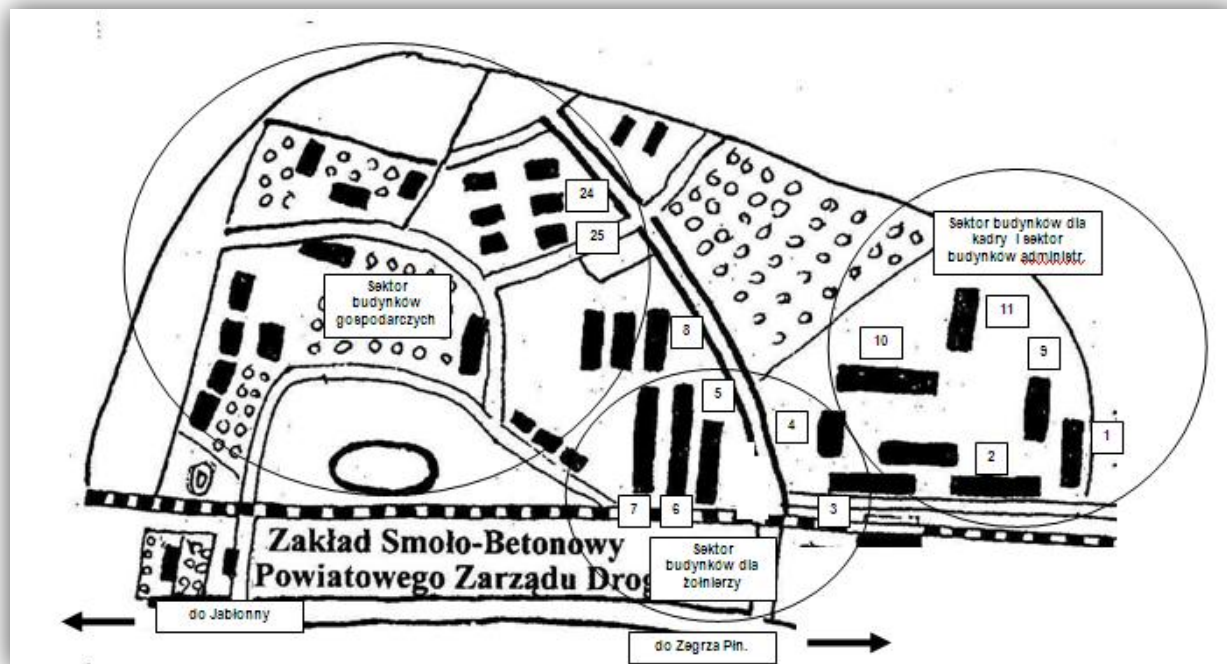 24
25
Sektor budynków dla
kadry i sektor
budynków administr.
Sektor
budynków
gospodarczych
8
11
10
9
5
4
1
2
7
6
3
Zakład Smoło-Betonowy
Powiatowego Zarządu Drog
Sektor
budynków dla
żołnierzy
do Jabłonny
do Zegrza Płn.